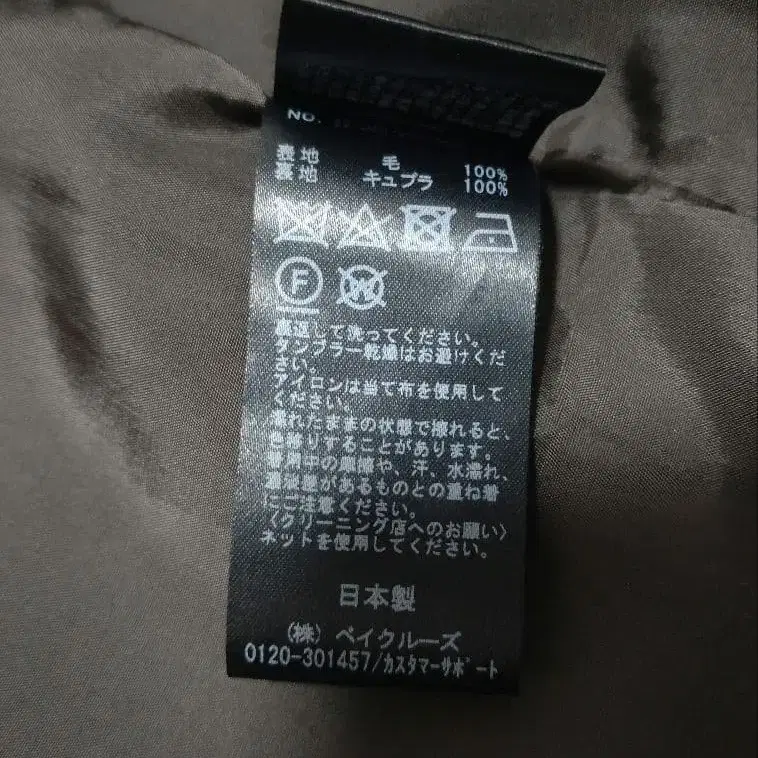 NO.
表地 毛 100%
裏地 キュプラ 100%
F
W
裏返して洗ってください。
タンブラー乾燥はお避けくだ
さい。
アイロンは当て布を使用して
ください。
濡れたままの状態で擦れると、
色移りすることがあります。
着用中の摩擦や、汗、水濡れ、
濃淡差があるものとの重ね着
にご注意ください。
〈クリーニング店へのお願い〉
ネットを使用してください。
日本製
(株) ベイクルーズ
0120-301457/カスタマーサポート